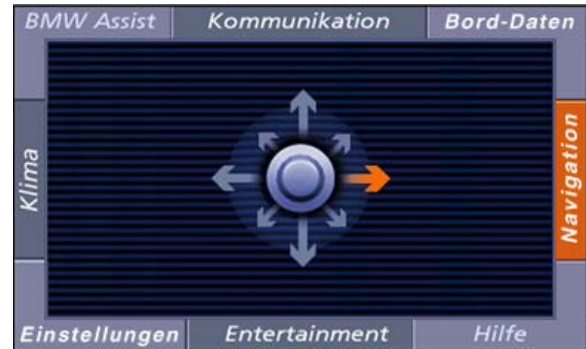 BMW Assist
Kommunikation
Bord-Daten
Klima
Navigation
Einstellungen
Entertainment
Hilfe